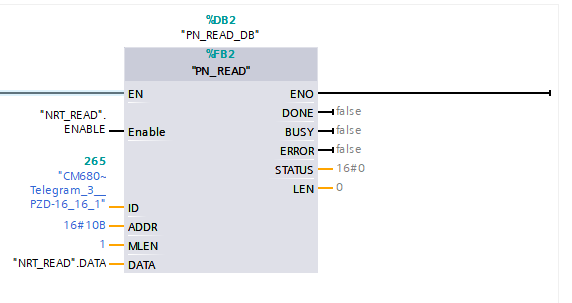 %DB2
"PN_READ_DB"
%FB2
"PN_READ"
EN
ENO
DONE
false
"NRT_READ".
ENABLE
Enable
BUSY
false
ERROR
false
265
STATUS
16#0
"CM680~
Telegram_3__
PZD-16_16_1"
ID
LEN
0
16#10B
ADDR
1
MLEN
"NRT_READ".DATA
DATA